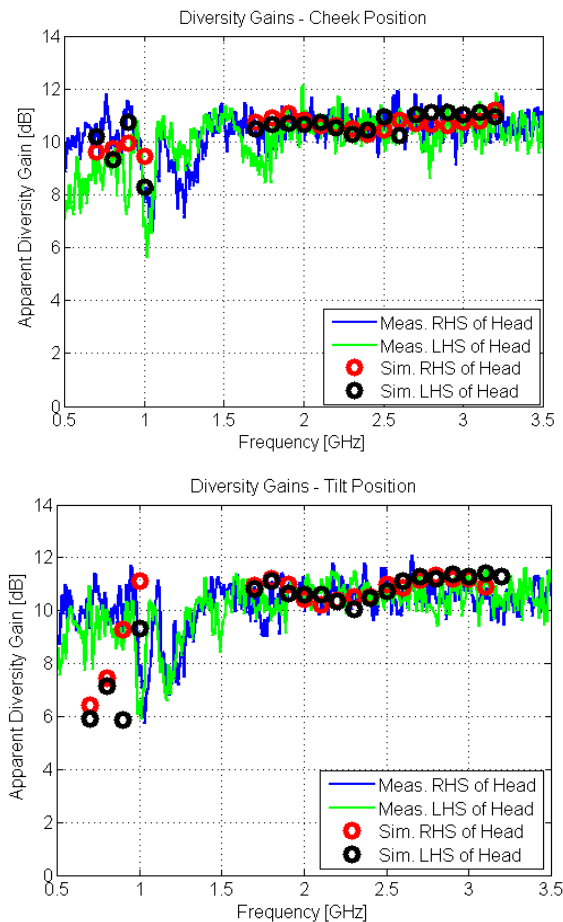 Diversity Gains - Cheek Position
14
12
10
8
6
4
2
0
Apparent Diversity Gain [dB]
Meas. RHS of Head
Meas. LHS of Head
Sim. RHS of Head
Sim. LHS of Head
0.5 1 1.5 2 2.5 3 3.5
Frequency [GHz]
Diversity Gains - Tilt Position
14
12
10
8
6
4
2
0
Apparent Diversity Gain [dB]
Meas. RHS of Head
Meas. LHS of Head
Sim. RHS of Head
Sim. LHS of Head
0.5 1 1.5 2 2.5 3 3.5
Frequency [GHz]